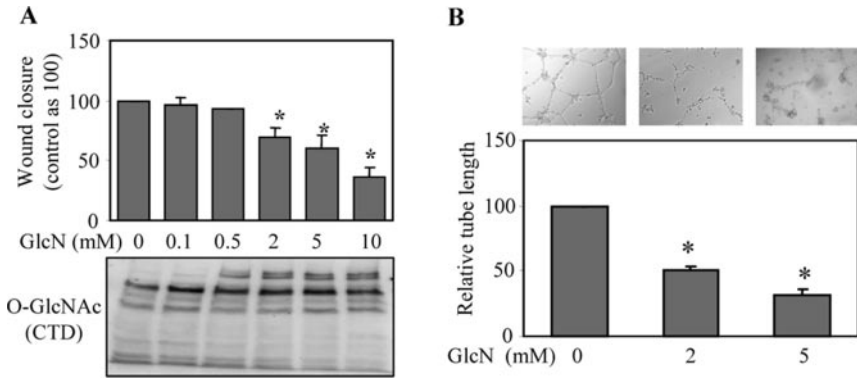 A
Wound closure
(control as 100)
150
100
50
0
* * *
GlcN (mM) 0 0.1 0.5 2 5 10
O-GlcNAc
(CTD)
B
Relative tube length
150
100
50
0
* *
GlcN (mM) 0 2 5